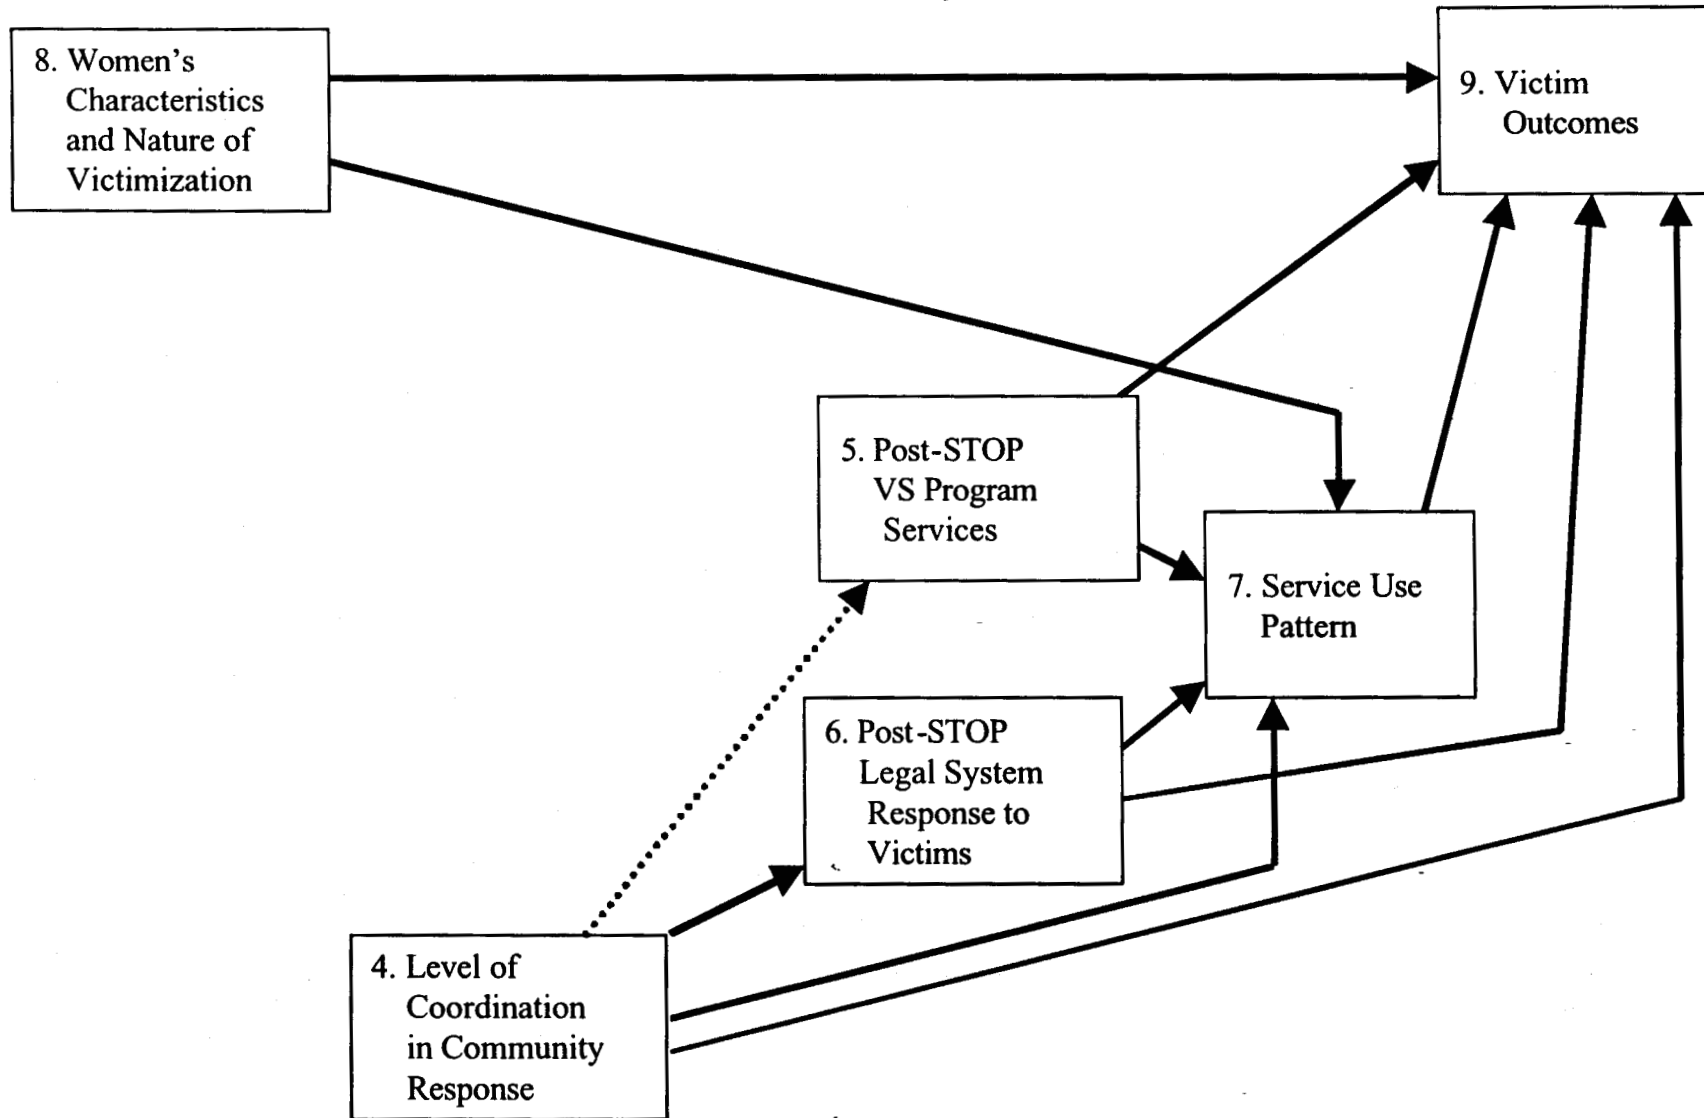 8. Women's
Characteristics
and Nature of
Victimization
9. Victim
Outcomes
5. Post-STOP
VS Program
Services
7. Service Use
Pattern
6. Post-STOP
Legal System
Response to
Victims
4. Level of
Coordination
in Community
Response